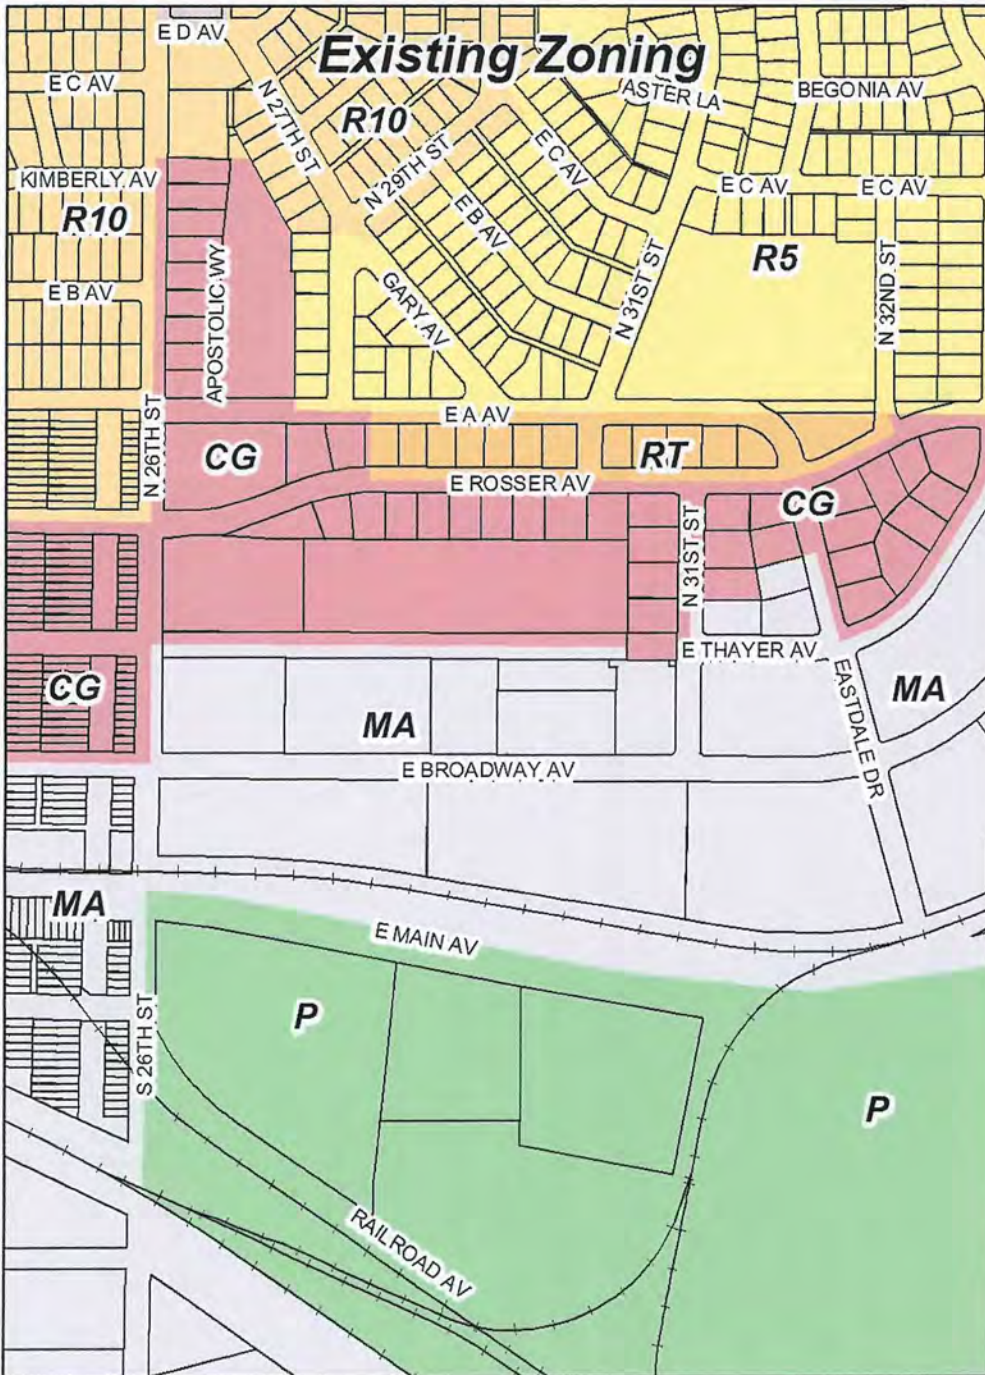 E D AV
Existing Zoning
E C AV
ASTER LA
BEGONIA AV
N 27TH ST
R10
E C AV
N 29TH ST
KIMBERLY AV
E C AV
E C AV
R10
E B AV
R5
E B AV
APOSTOLIC WY
GARY AV
N 31ST ST
N 32ND ST
E A AV
N 26TH ST
CG
RT
E ROSSER AV
CG
N 31ST ST
E THAYER AV
CG
MA
MA
EASTDALE DR
E BROADWAY AV
MA
E MAIN AV
P
S 26TH ST
P
RAILROAD AV